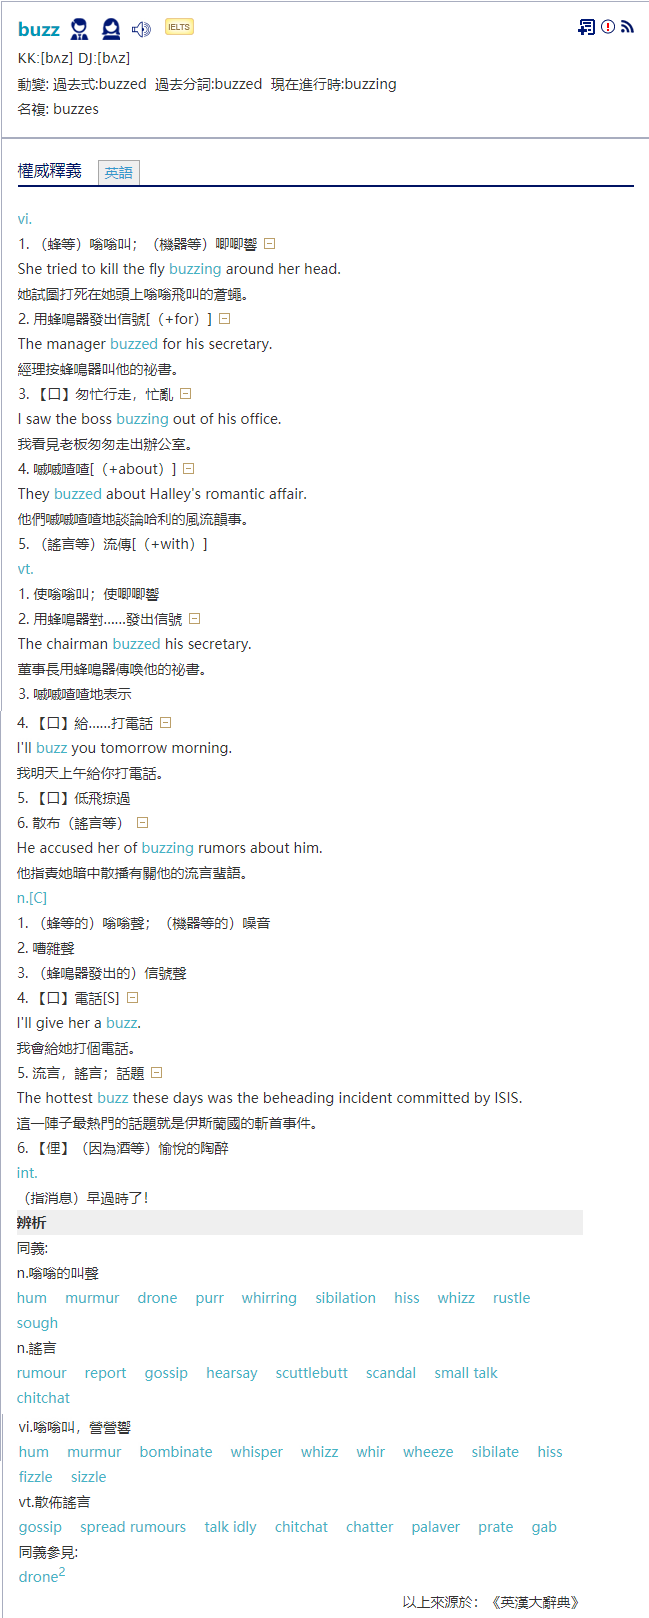 buzz IELTS
KK:[bʌz] DJ:[bʌz]
動變: 過去式:buzzed 過去分詞:buzzed 現在進行時:buzzing
名複: buzzes
權威釋義 英語
vi.
1. （蜂等）嗡嗡叫；（機器等）唧唧響
She tried to kill the fly buzzing around her head.
她試圖打死在她頭上嗡嗡飛叫的蒼蠅。
2. 用蜂鳴器發出信號[（+for）]
The manager buzzed for his secretary.
經理按蜂鳴器叫他的祕書。
3. 【口】匆忙行走，忙亂
I saw the boss buzzing out of his office.
我看見老板匆匆走出辦公室。
4. 嘁嘁喳喳[（+about）]
They buzzed about Halley's romantic affair.
他們嘁嘁喳喳地談論哈利的風流韻事。
5. （謠言等）流傳[（+with）]
vt.
1. 使嗡嗡叫；使唧唧響
2. 用蜂鳴器對……發出信號
The chairman buzzed his secretary.
董事長用蜂鳴器傳喚他的祕書。
3. 嘁嘁喳喳地表示
4. 【口】給……打電話
I'll buzz you tomorrow morning.
我明天上午給你打電話。
5. 【口】低飛掠過
6. 散布（謠言等）
He accused her of buzzing rumors about him.
他指責她暗中散播有關他的流言蜚語。
n.[C]
1. （蜂等的）嗡嗡聲；（機器等的）噪音
2. 嘈雜聲
3. （蜂鳴器發出的）信號聲
4. 【口】電話[S]
I'll give her a buzz.
我會給她打個電話。
5. 流言，謠言；話題
The hottest buzz these days was the beheading incident committed by ISIS.
這一陣子最熱門的話題就是伊斯蘭國的斬首事件。
6. 【俚】（因為酒等）愉悅的陶醉
int.
（指消息）早過時了！
辨析
同義:
n.嗡嗡的叫聲
hum murmur drone purr whirring sibilation hiss whizz rustle
sough
n.謠言
rumour report gossip hearsay scuttlebutt scandal small talk
chitchat
vi.嗡嗡叫，營營響
hum murmur bombinate whisper whizz whir wheeze sibilate hiss
fizzle sizzle
vt.散佈謠言
gossip spread rumours talk idly chitchat chatter palaver prate gab
同義參見:
drone2
以上來源於：《英漢大辭典》